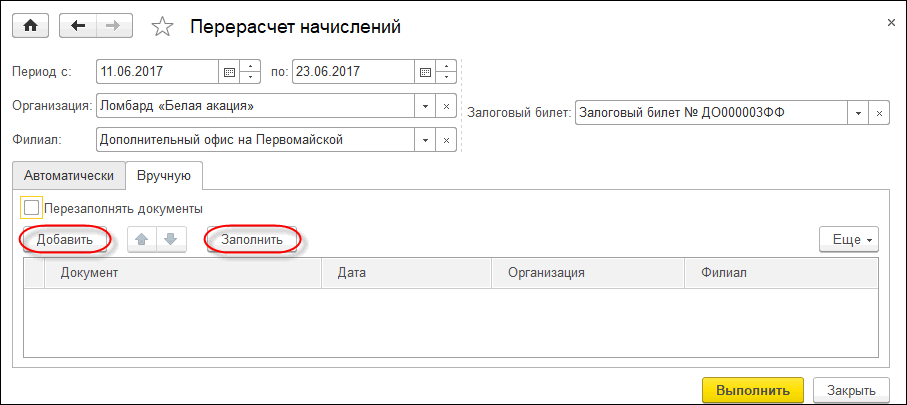 Перерасчет начислений
Период с: 11.06.2017 по: 23.06.2017
Организация: Ломбард «Белая акация»
Залоговый билет: Залоговый билет № ДО000003ФФ
Филиал: Дополнительный офис на Первомайской
Автоматически Вручную
Перезаполнять документы
Добавить Заполнить Еще
Документ Дата Организация Филиал
Выполнить Закрыть